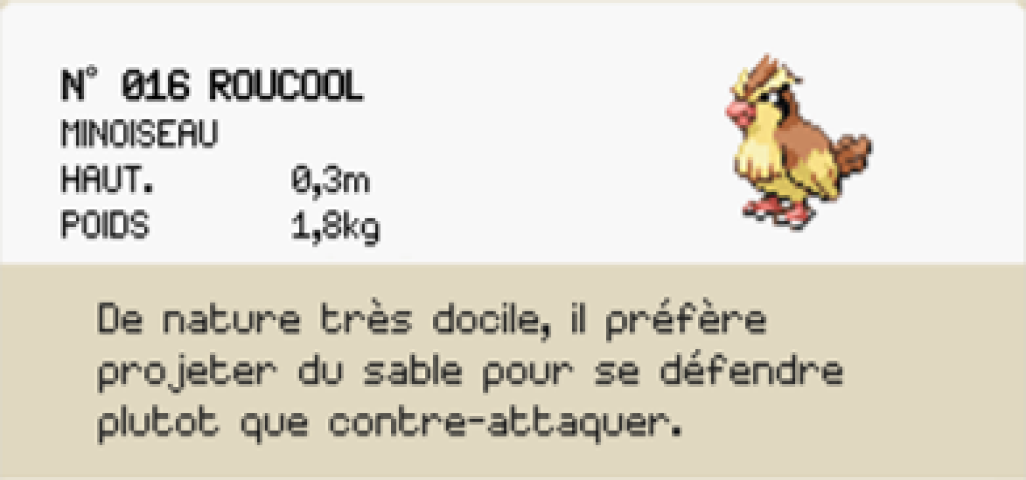 N° 016 ROUCOOL
MINOISEAU
HAUT. 0,3m
POIDS 1,8kg
De nature très docile, il préfère
projeter du sable pour se défendre
plutot que contre-attaquer.